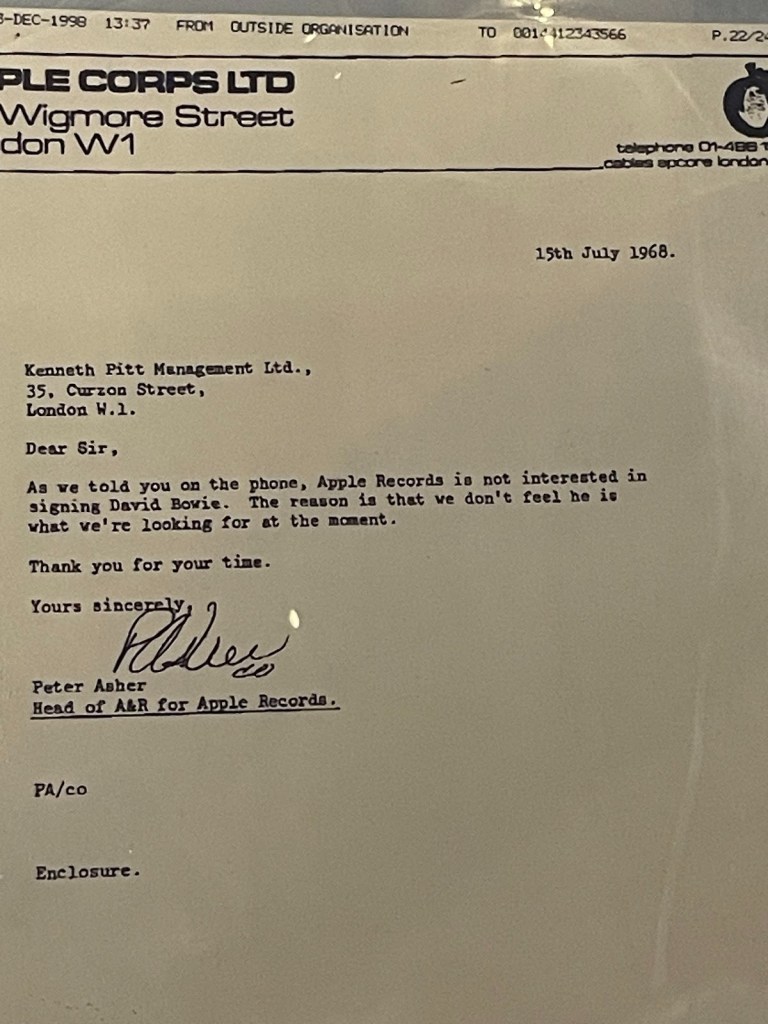 3-DEC-1998 13:37 FROM OUTSIDE ORGANISATION TO 0014412343566 P.22/24
PLE CORPS LTD
Wigmore Street
don W1
telephone 01-486 1
cables apcore london
15th July 1968.
Kenneth Pitt Management Ltd.,
35, Curzon Street,
London W.1.
Dear Sir,
As we told you on the phone, Apple Records is not interested in
signing David Bowie. The reason is that we don't feel he is
what we're looking for at the moment.
Thank you for your time.
Yours sincerely,
Peter Asher
Head of A&R for Apple Records.
PA/co
Enclosure.